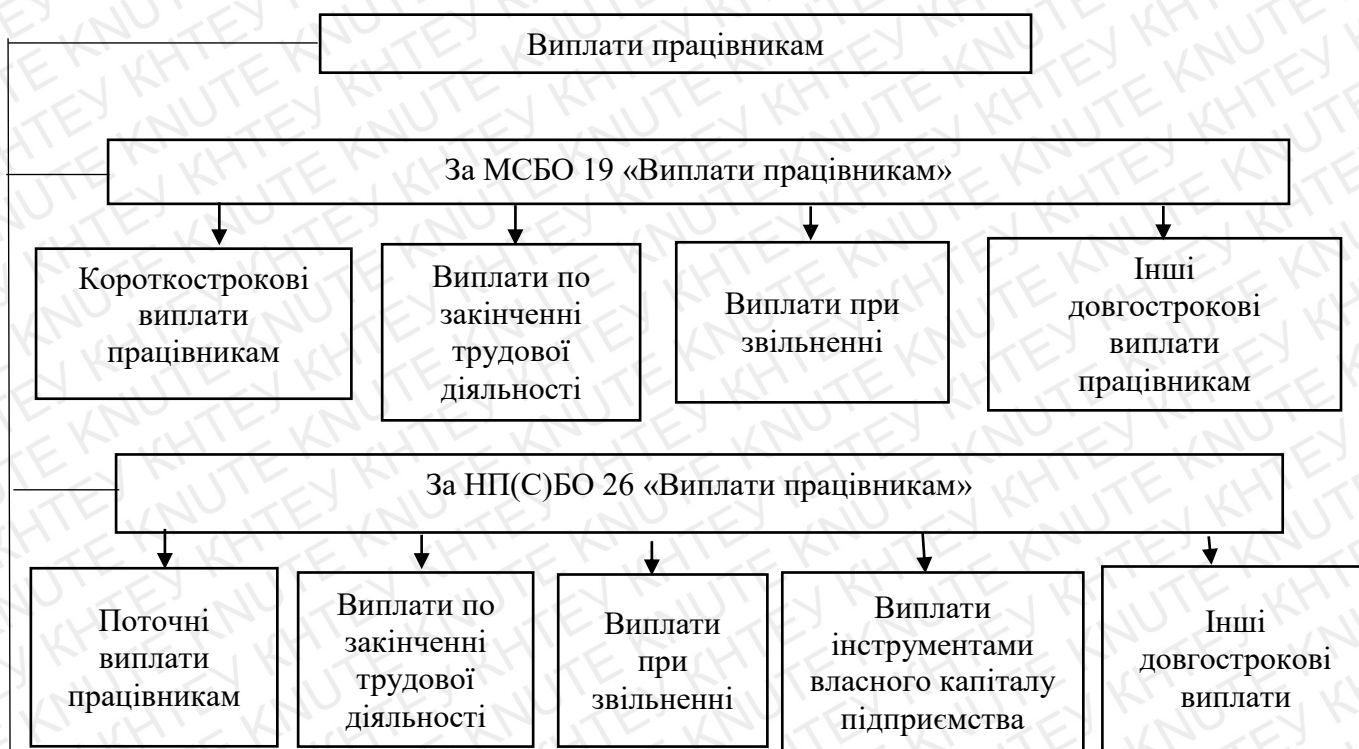 Виплати працівникам
За МСБО 19 «Виплати працівникам»
Короткострокові
виплати
працівникам
Виплати по
закінченні
трудової
діяльності
Виплати при
звільненні
Інші
довгострокові
виплати
працівникам
За НП(С)БО 26 «Виплати працівникам»
Поточні
виплати
працівникам
Виплати по
закінченні
трудової
діяльності
Виплати
при
звільненні
Виплати
інструментами
власного капіталу
підприємства
Інші
довгострокові
виплати